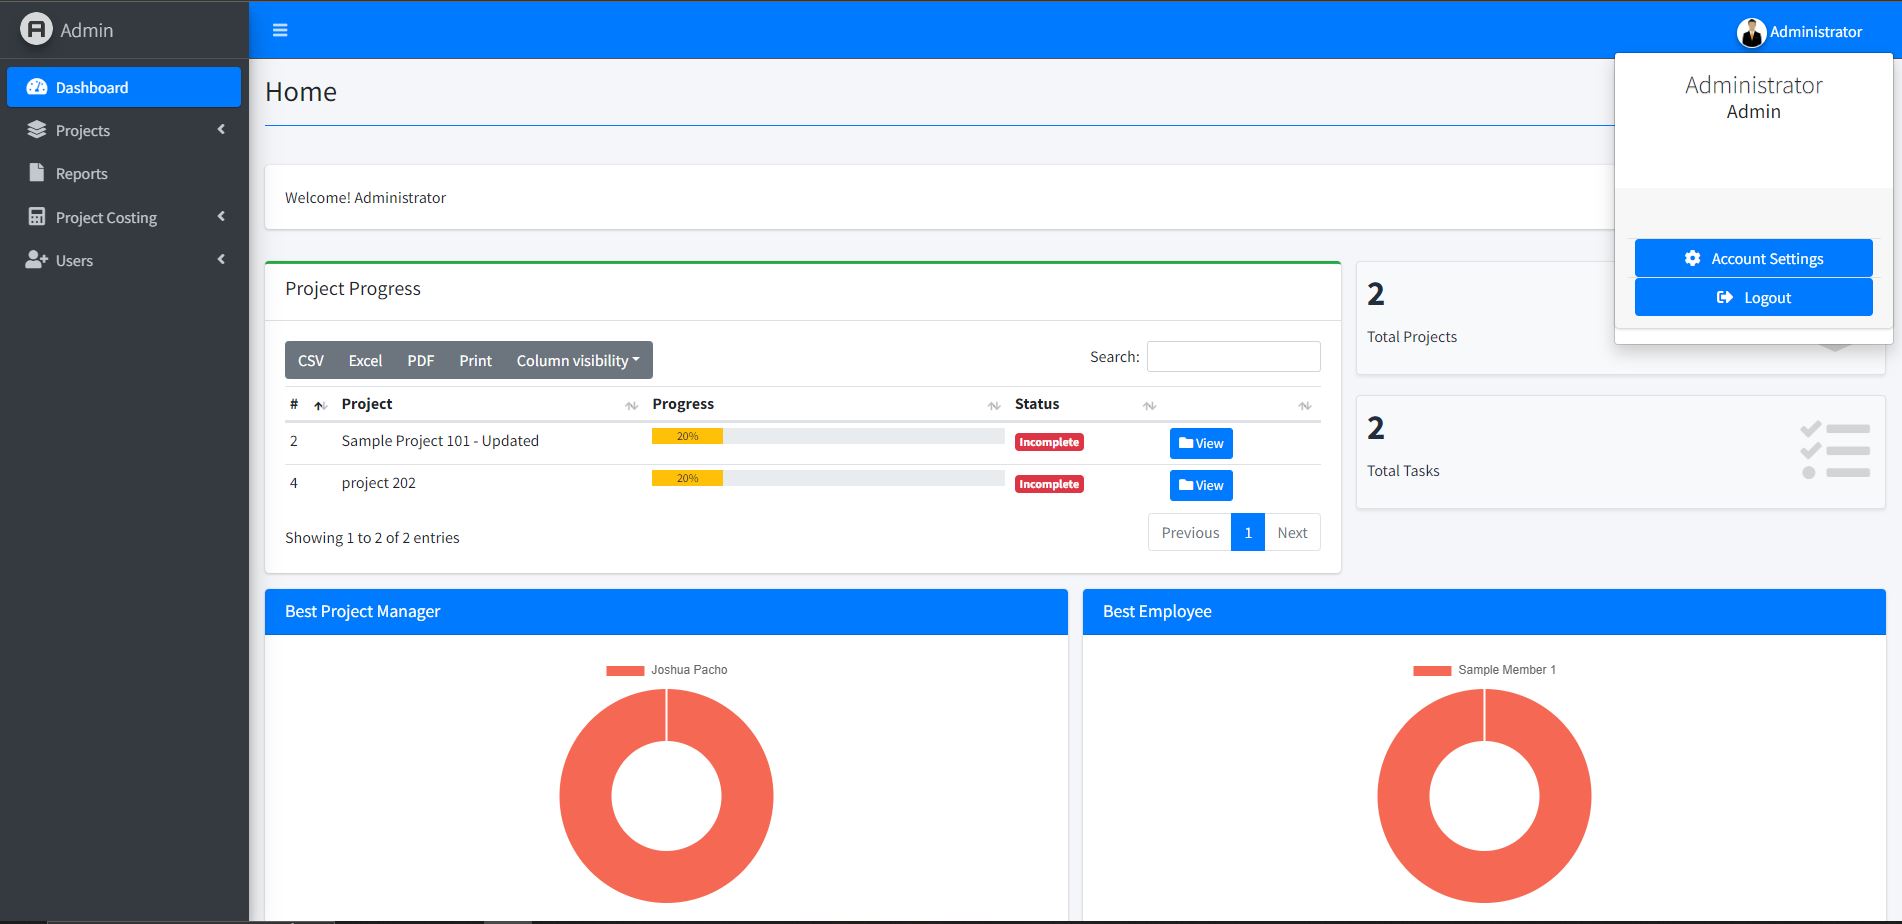 Admin
Administrator
Dashboard
Projects
Reports
Project Costing
Users
Home
Administrator
Admin
Account Settings
Logout
Welcome! Administrator
Project Progress
CSV Excel PDF Print Column visibility
Search:
# Project Progress Status
2 Sample Project 101 - Updated 20% Incomplete View
4 project 202 20% Incomplete View
Showing 1 to 2 of 2 entries
Previous 1 Next
2
Total Projects
2
Total Tasks
Best Project Manager
Joshua Pacho
Best Employee
Sample Member 1